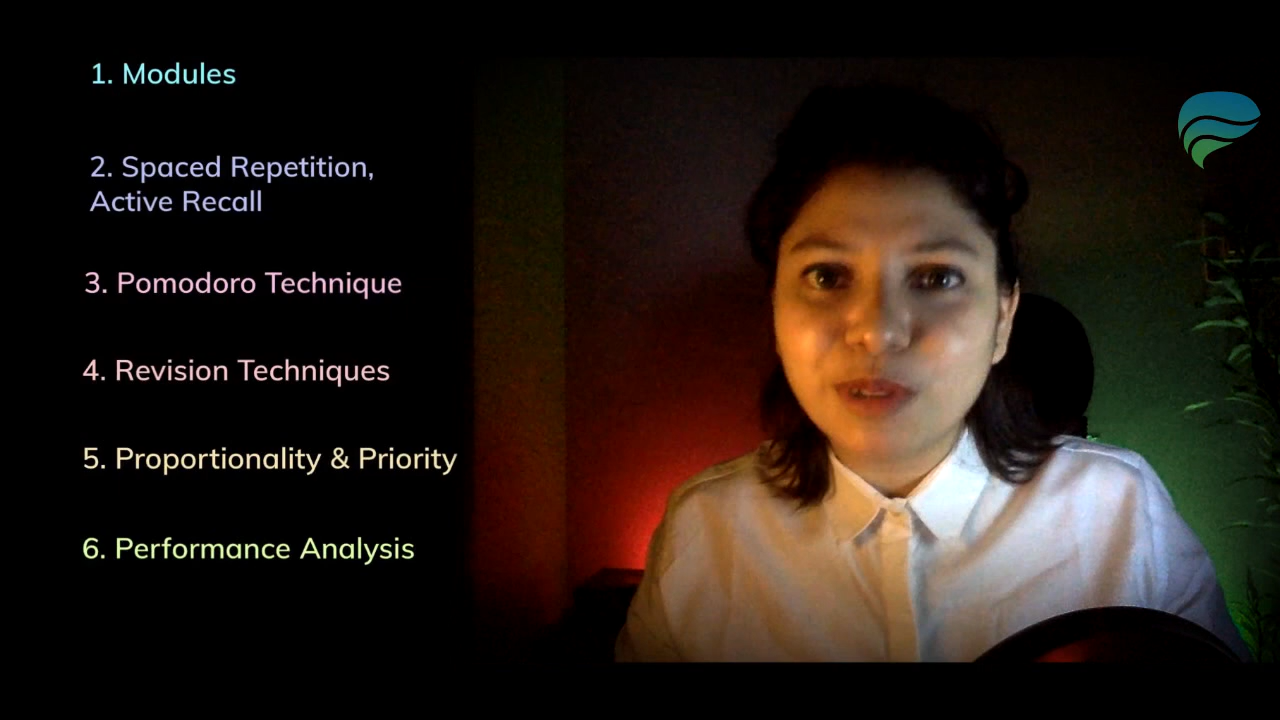 1. Modules
2. Spaced Repetition,
Active Recall
3. Pomodoro Technique
4. Revision Techniques
5. Proportionality & Priority
6. Performance Analysis